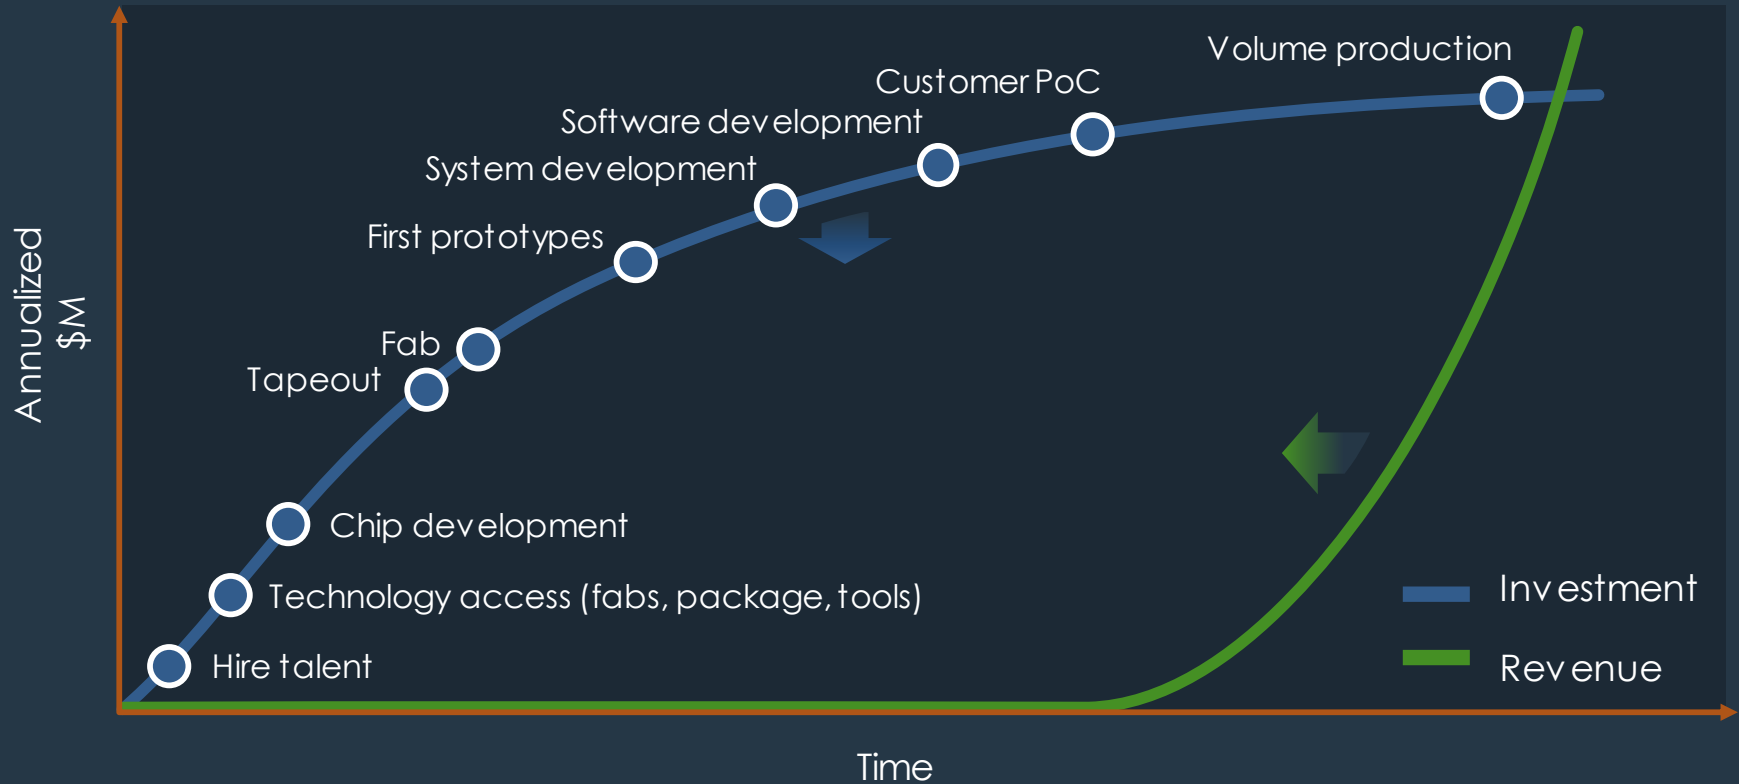 Volume production
Customer PoC
Software development
System development
First prototypes
Fab
Tapeout
Chip development
Technology access (fabs, package, tools)
Hire talent
Annualized
$M
Investment
Revenue
Time